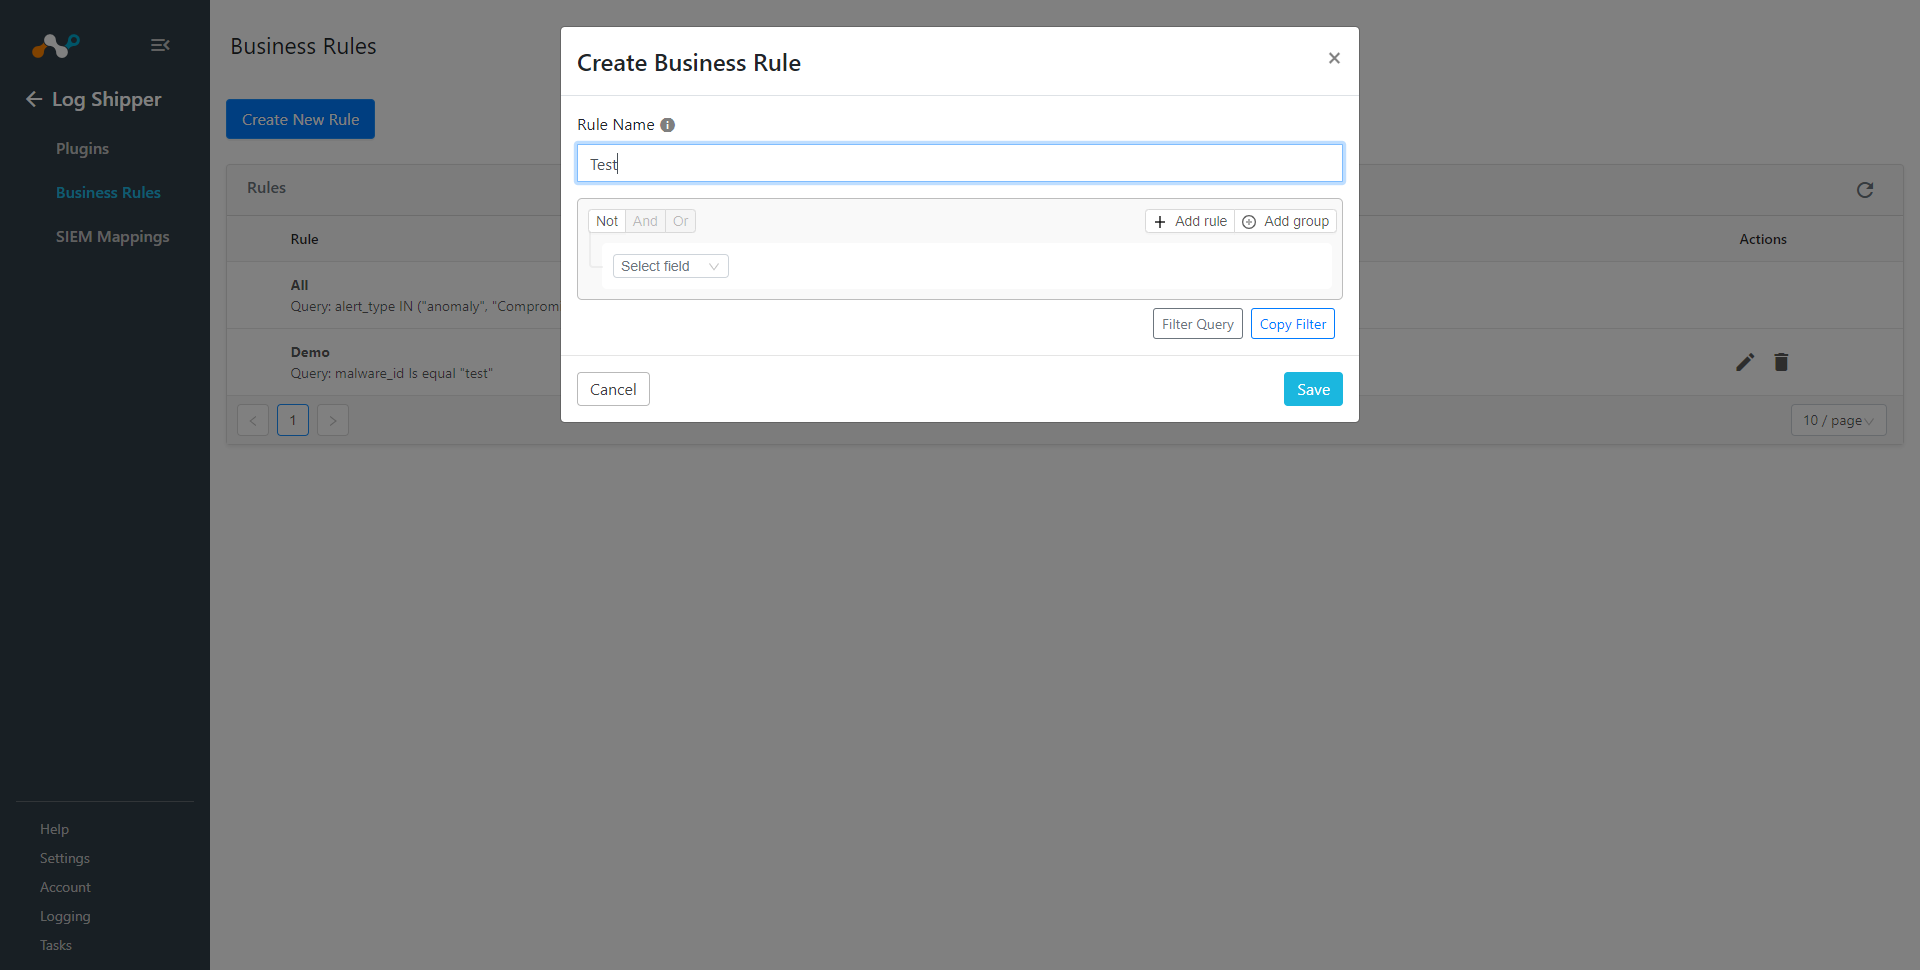 Log Shipper
Plugins
Business Rules
SIEM Mappings
Help
Settings
Account
Logging
Tasks
Business Rules
Create New Rule
Rules
Rule
Actions
All
Query: alert_type IN ("anomaly", "Compromi
Demo
Query: malware_id Is equal "test"
< 1 >
10 / page
Create Business Rule
×
Rule Name
Test
Not And Or
Add rule Add group
Select field
Filter Query Copy Filter
Cancel Save